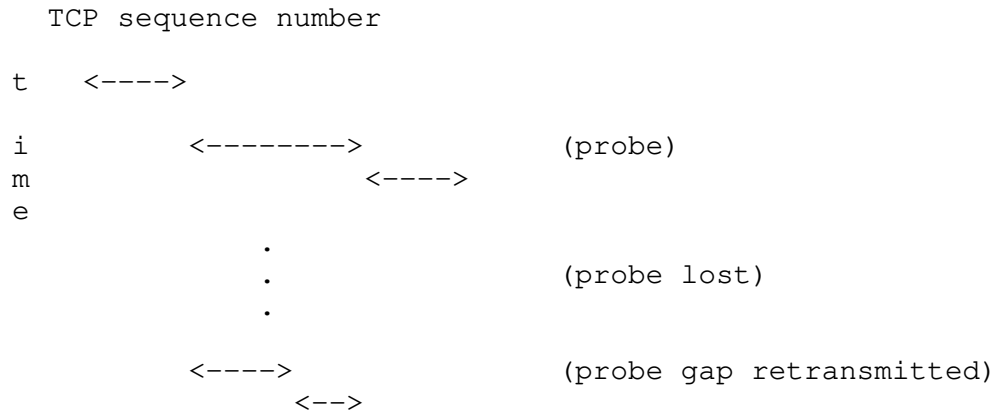 TCP sequence number
t <---->
i <--------> (probe)
m <---->
e
.
. (probe lost)
.
<----> (probe gap retransmitted)
<-->